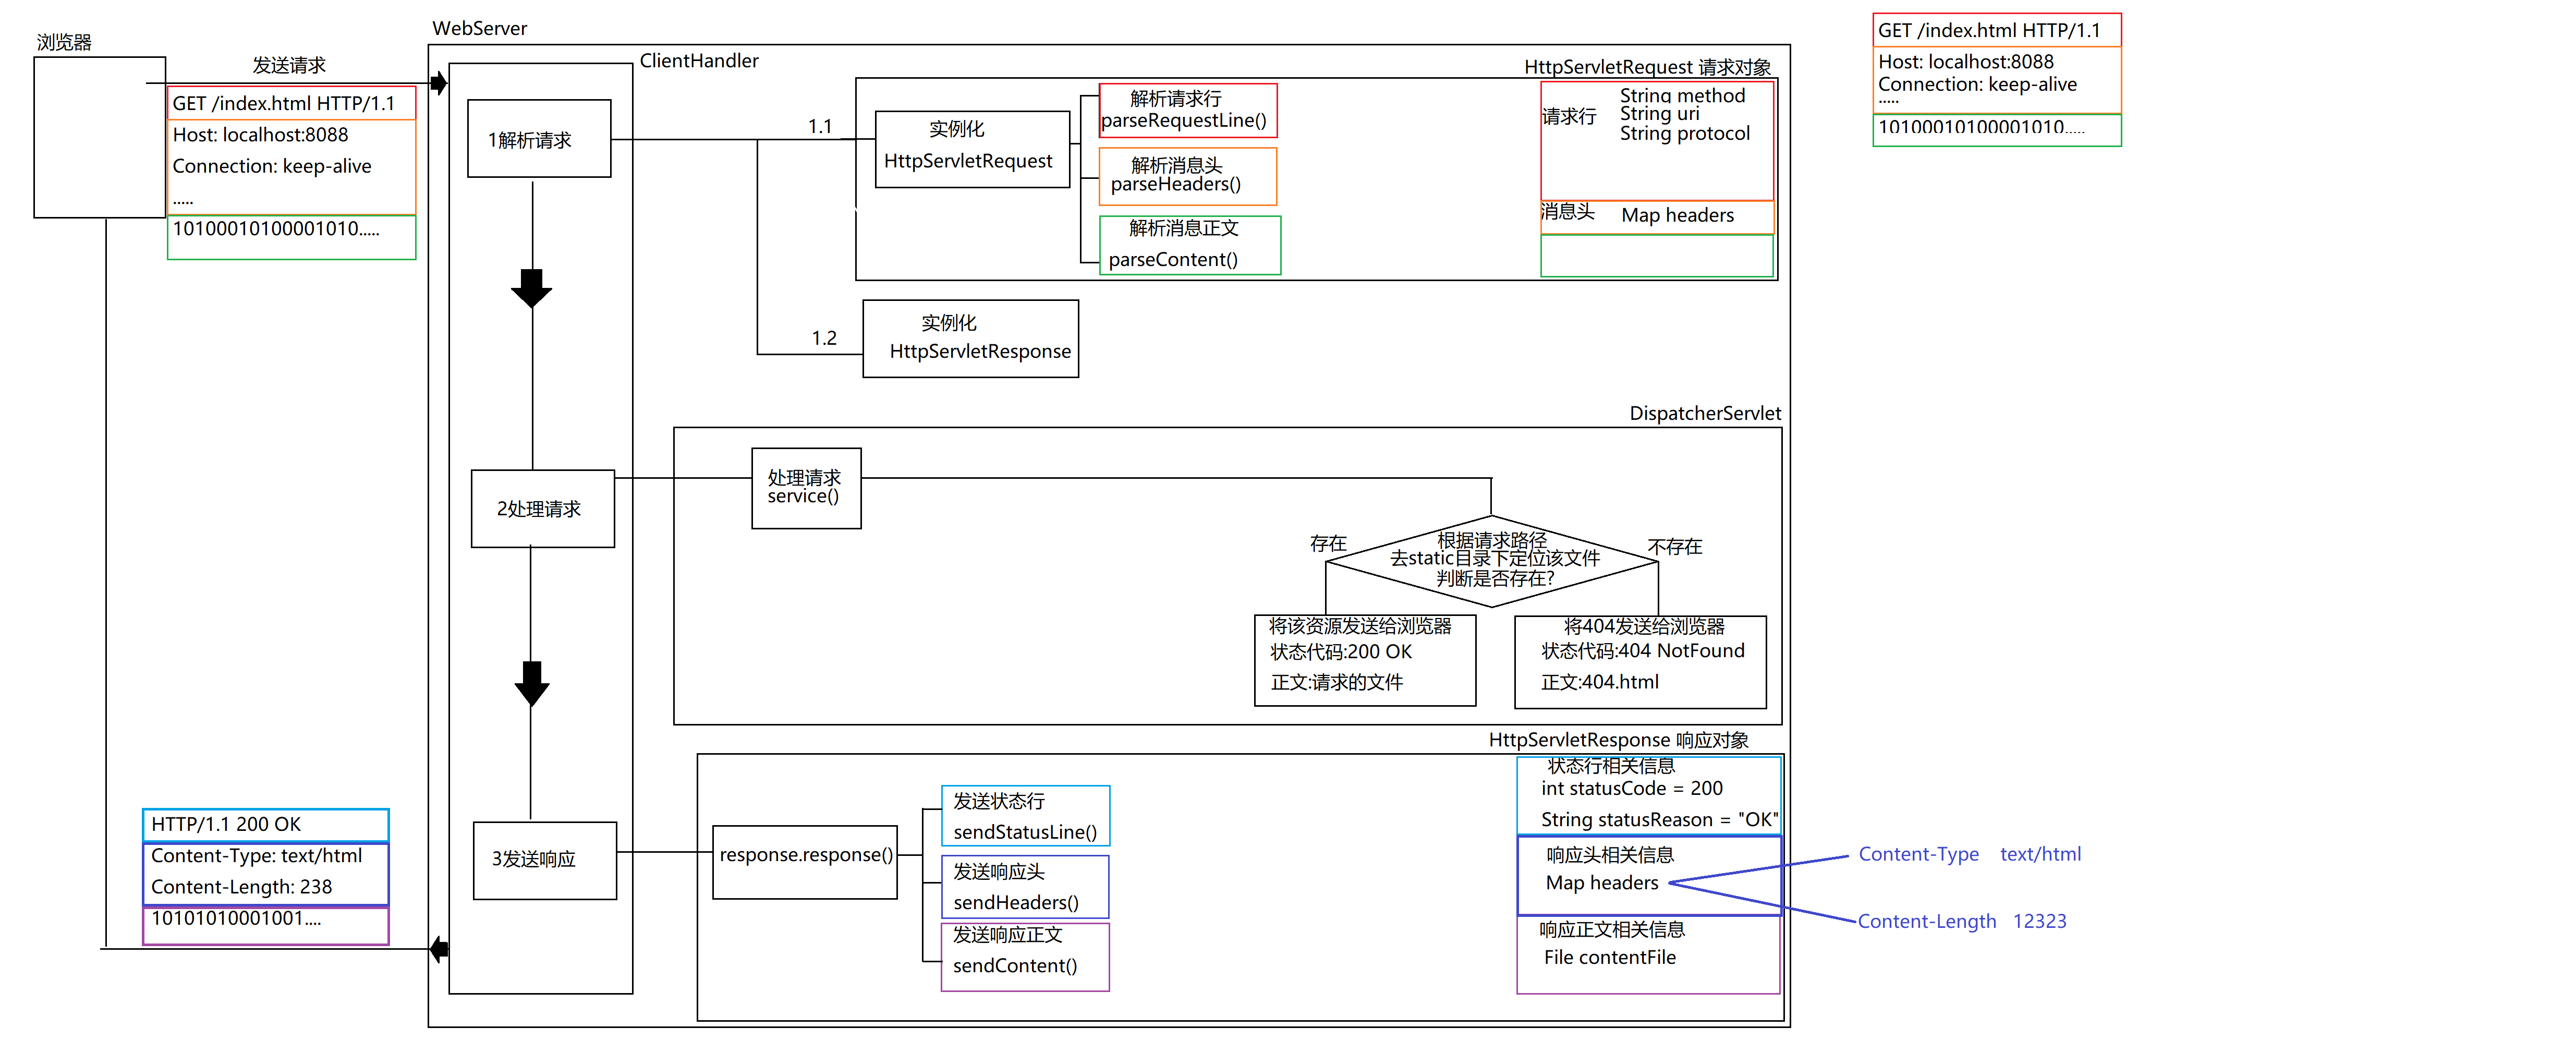 浏览器
发送请求
GET /index.html HTTP/1.1
Host: localhost:8088
Connection: keep-alive
.....
10100010100001010.....
WebServer
ClientHandler
1解析请求
1.1
实例化
HttpServletRequest
解析请求行
parseRequestLine()
解析消息头
parseHeaders()
解析消息正文
parseContent()
HttpServletRequest 请求对象
请求行
String method
String uri
String protocol
消息头
Map headers
1.2
实例化
HttpServletResponse
GET /index.html HTTP/1.1
Host: localhost:8088
Connection: keep-alive
.....
10100010100001010.....
DispatcherServlet
2处理请求
处理请求
service()
存在
根据请求路径
去static目录下定位该文件
判断是否存在?
不存在
将该资源发送给浏览器
状态代码:200 OK
正文:请求的文件
将404发送给浏览器
状态代码:404 NotFound
正文:404.html
HttpServletResponse 响应对象
3发送响应
response.response()
发送状态行
sendStatusLine()
发送响应头
sendHeaders()
发送响应正文
sendContent()
状态行相关信息
int statusCode = 200
String statusReason = "OK"
响应头相关信息
Map headers
响应正文相关信息
File contentFile
Content-Type text/html
Content-Length 12323
HTTP/1.1 200 OK
Content-Type: text/html
Content-Length: 238
10101010001001....